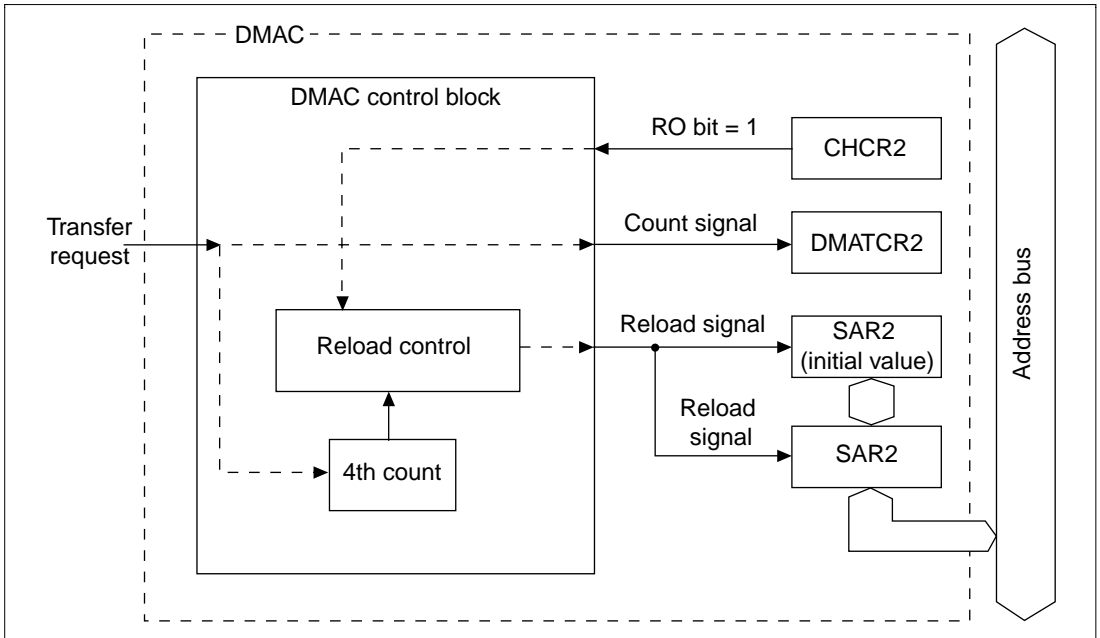 DMAC
DMAC control block
RO bit = 1
CHCR2
Transfer
request
Count signal
DMATCR2
Reload control
Reload signal
SAR2
(initial value)
Reload
signal
SAR2
4th count
Address bus